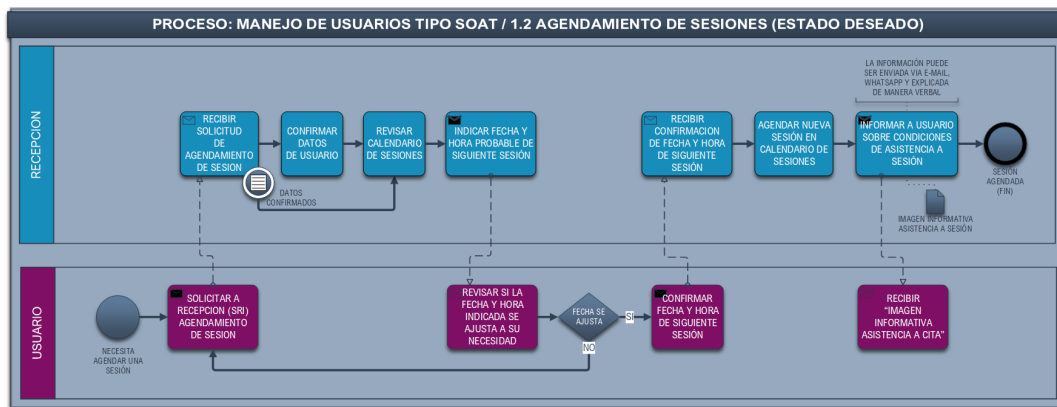 PROCESO: MANEJO DE USUARIOS TIPO SOAT / 1.2 AGENDAMIENTO DE SESIONES (ESTADO DESEADO)
RECEPCION
RECIBIR
SOLICITUD
DE
AGENDAMIENTO
DE SESION
CONFIRMAR
DATOS
DE USUARIO
REVISAR
CALENDARIO
DE SESIONES
INDICAR FECHA Y
HORA PROBABLE DE
SIGUIENTE SESIÓN
RECIBIR
CONFIRMACION
DE FECHA Y HORA
DE SIGUIENTE
SESIÓN
AGENDAR NUEVA
SESIÓN EN
CALENDARIO DE
SESIONES
LA INFORMACIÓN PUEDE
SER ENVIADA VIA E-MAIL,
WHATSAPP Y EXPLICADA
DE MANERA VERBAL
INFORMAR A USUARIO
SOBRE CONDICIONES
DE ASISTENCIA A
SESIÓN
SESIÓN
AGENDADA
(FIN)
DATOS
CONFIRMADOS
IMAGEN INFORMATIVA
ASISTENCIA A SESIÓN
USUARIO
NECESITA
AGENDAR UNA
SESIÓN
SOLICITAR A
RECEPCION (SRI)
AGENDAMIENTO
DE SESION
REVISAR SI LA
FECHA Y HORA
INDICADA SE
AJUSTA A SU
NECESIDAD
FECHA SE
AJUSTA
SI
NO
CONFIRMAR
FECHA Y HORA
DE SIGUIENTE
SESIÓN
RECIBIR
“IMAGEN
INFORMATIVA
ASISTENCIA A CITA”